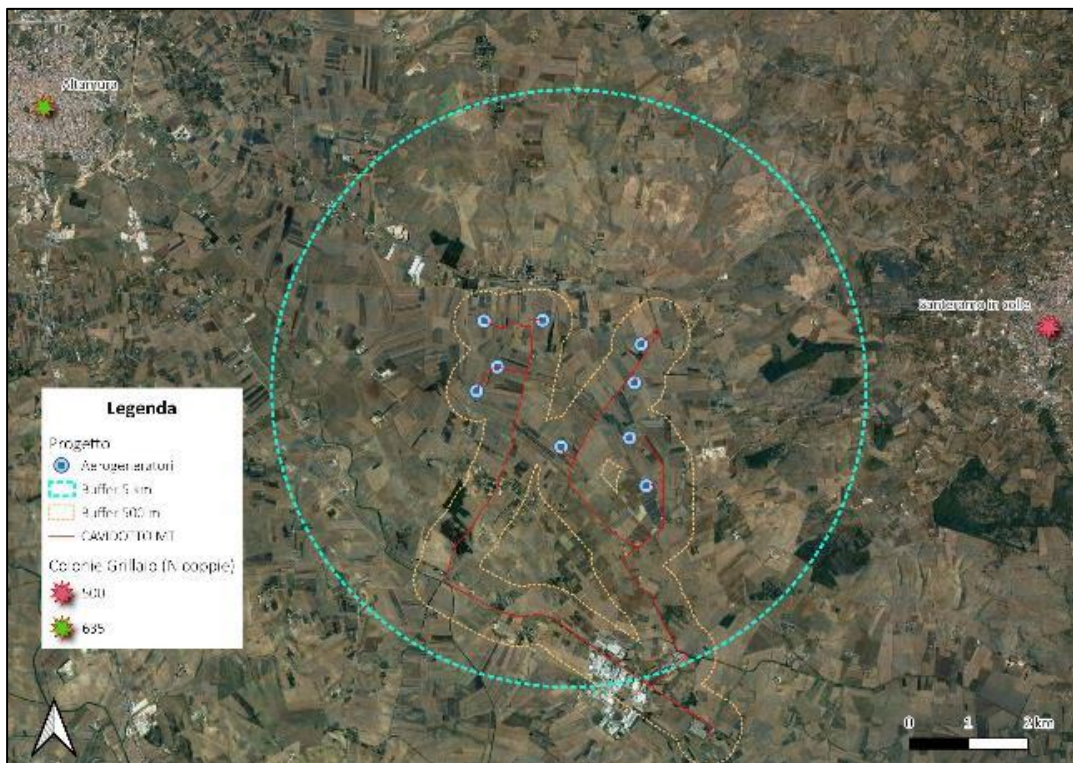 Altamura
Santeramo in colle
Legenda
Progetto
Aerogeneratori
Buffer 5 km
Buffer 500 m
CAVIDOTTO MT
Colonie Grillaio (N coppie)
500
635
0 1 2 km